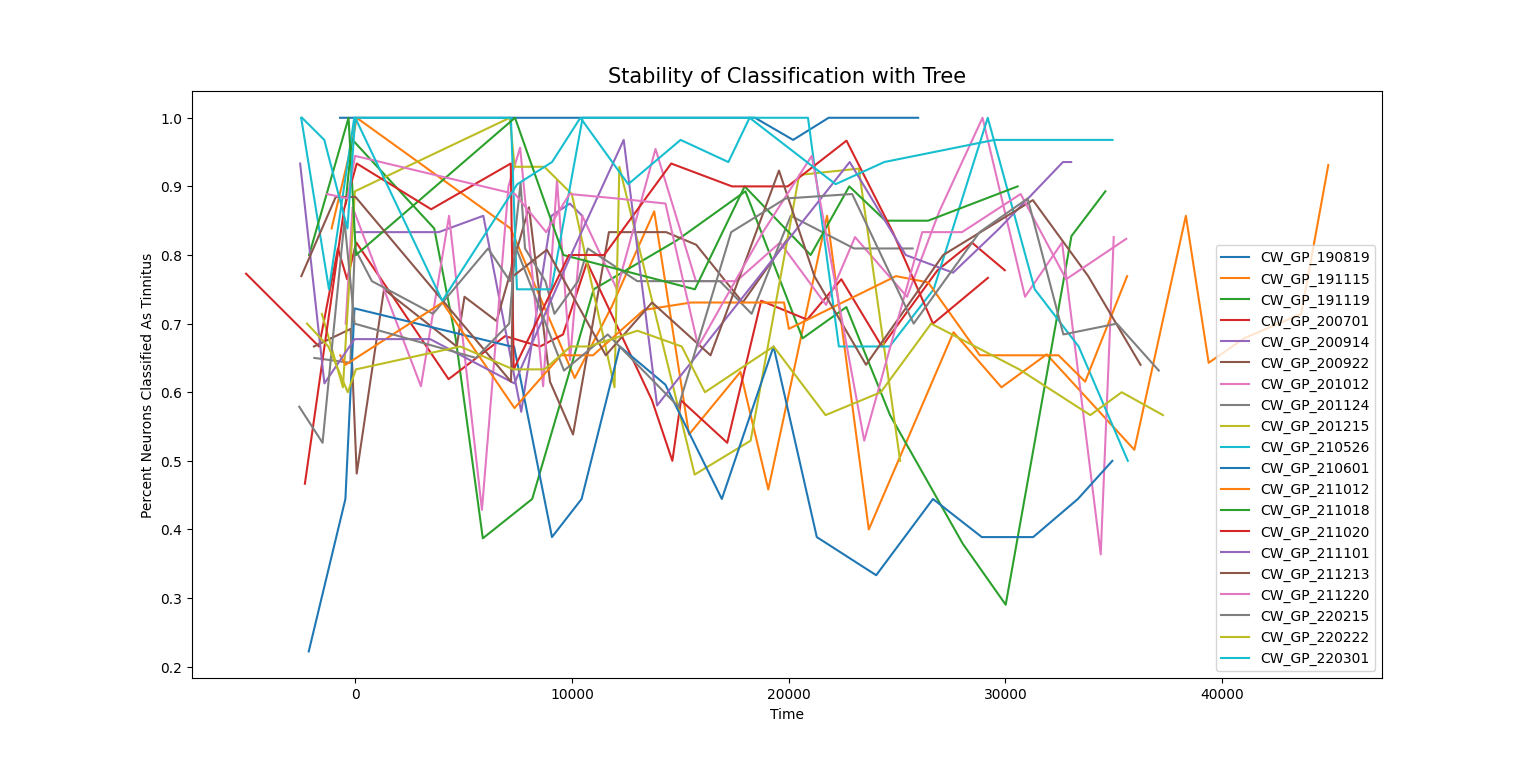 Stability of Classification with Tree
Percent Neurons Classified As Tinnitus
1.0
0.9
0.8
0.7
0.6
0.5
0.4
0.3
0.2
0
10000
20000
30000
40000
Time
CW_GP_190819
CW_GP_191115
CW_GP_191119
CW_GP_200701
CW_GP_200914
CW_GP_200922
CW_GP_201012
CW_GP_201124
CW_GP_201215
CW_GP_210526
CW_GP_210601
CW_GP_211012
CW_GP_211018
CW_GP_211020
CW_GP_211101
CW_GP_211213
CW_GP_211220
CW_GP_220215
CW_GP_220222
CW_GP_220301